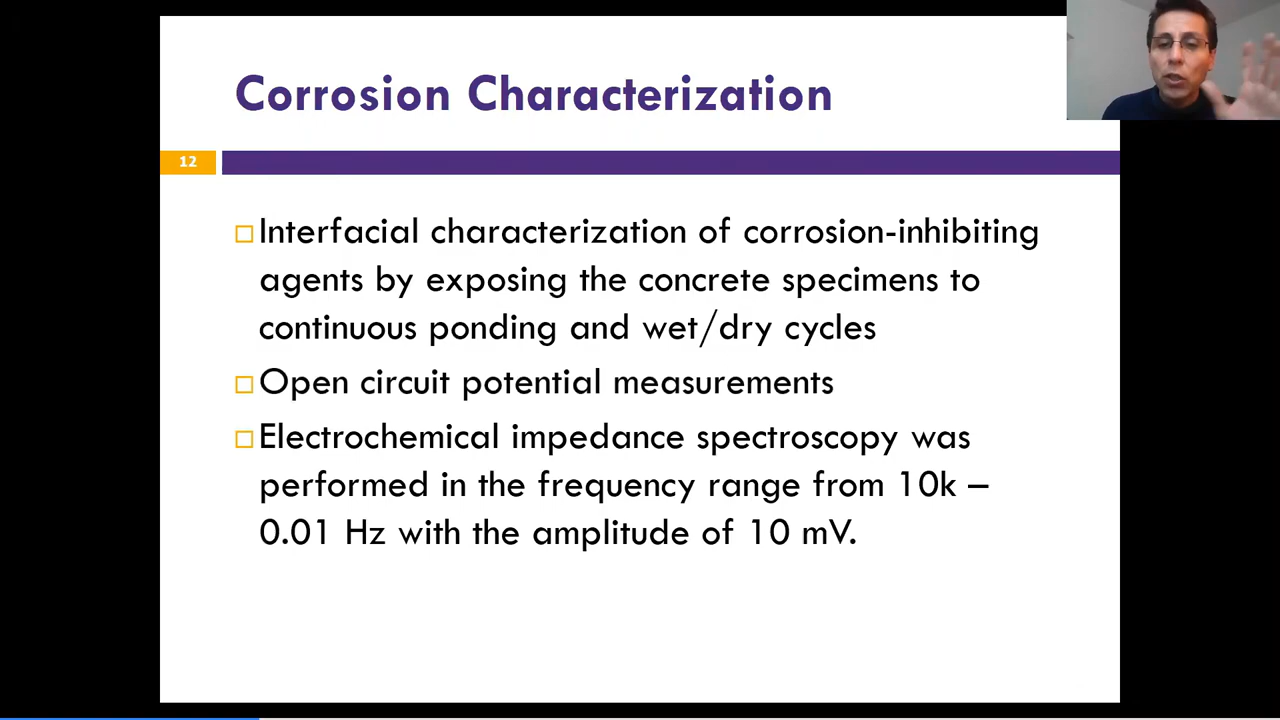 Corrosion Characterization
12
Interfacial characterization of corrosion-inhibiting
agents by exposing the concrete specimens to
continuous ponding and wet/dry cycles
Open circuit potential measurements
Electrochemical impedance spectroscopy was
performed in the frequency range from 10k –
0.01 Hz with the amplitude of 10 mV.